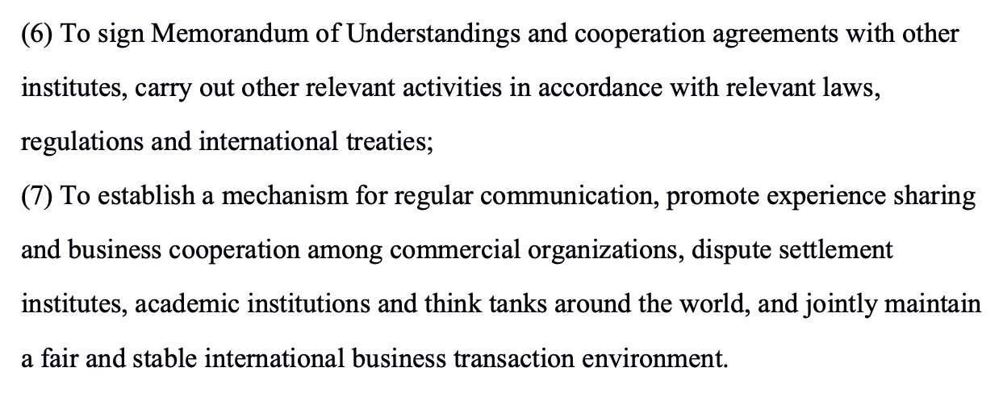 (6) To sign Memorandum of Understandings and cooperation agreements with other
institutes, carry out other relevant activities in accordance with relevant laws,
regulations and international treaties;
(7) To establish a mechanism for regular communication, promote experience sharing
and business cooperation among commercial organizations, dispute settlement
institutes, academic institutions and think tanks around the world, and jointly maintain
a fair and stable international business transaction environment.